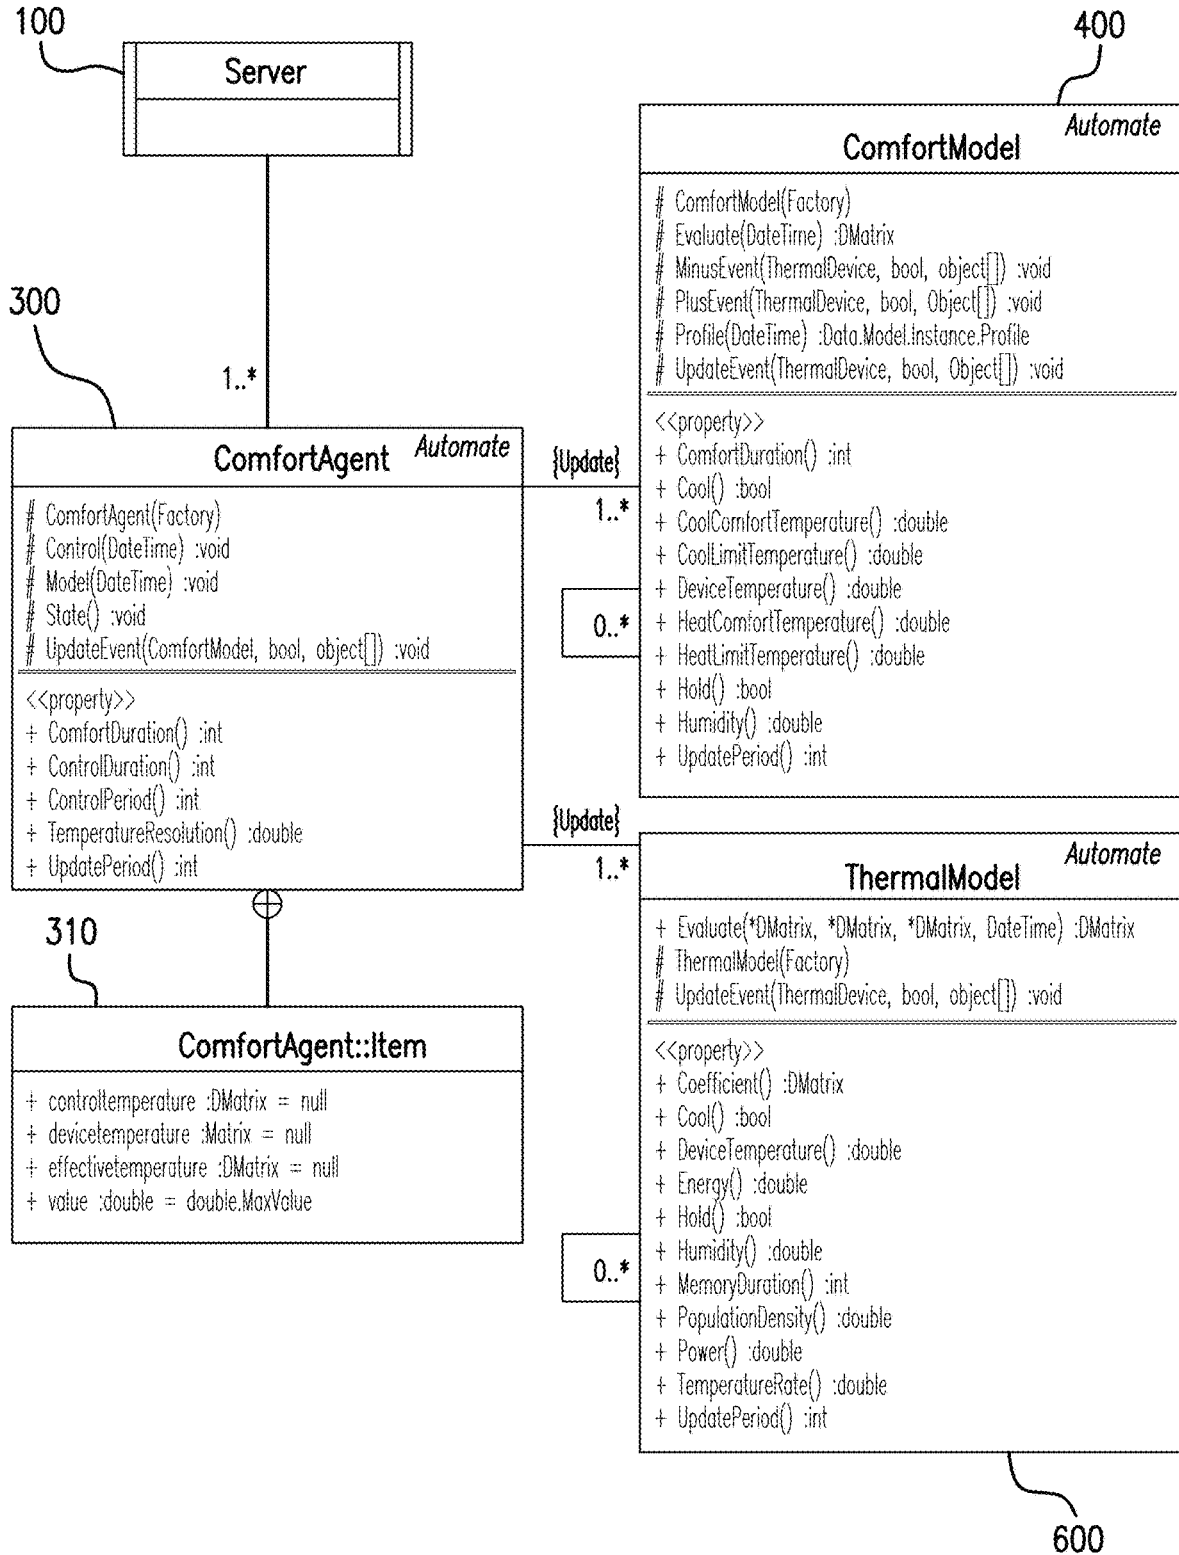 100
Server
1..*
300
ComfortAgent
Automate
# ComfortAgent(Factory)
# Control(DateTime) :void
# Model(DateTime) :void
# State() :void
# UpdateEvent(ComfortModel, bool, object[]) :void
<<property>>
+ ComfortDuration() :int
+ ControlDuration() :int
+ ControlPeriod() :int
+ TemperatureResolution() :double
+ UpdatePeriod() :int
310
ComfortAgent::Item
+ controltemperature :DMatrix = null
+ devicetemperature :Matrix = null
+ effectivetemperature :DMatrix = null
+ value :double = double.MaxValue
400
Automate
ComfortModel
# ComfortModel(Factory)
# Evaluate(DateTime) :DMatrix
# MinusEvent(ThermalDevice, bool, object[]) :void
# PlusEvent(ThermalDevice, bool, Object[]) :void
# Profile(DateTime) :Data.Model.Instance.Profile
# UpdateEvent(ThermalDevice, bool, Object[]) :void
<<property>>
+ ComfortDuration() :int
+ Cool() :bool
+ CoolComfortTemperature() :double
+ CoolLimitTemperature() :double
+ DeviceTemperature() :double
+ HeatComfortTemperature() :double
+ HeatLimitTemperature() :double
+ Hold() :bool
+ Humidity() :double
+ UpdatePeriod() :int
{Update}
1..*
0..*
{Update}
1..*
Automate
ThermalModel
+ Evaluate(*DMatrix, *DMatrix, *DMatrix, DateTime) :DMatrix
# ThermalModel(Factory)
# UpdateEvent(ThermalDevice, bool, object[]) :void
<<property>>
+ Coefficient() :DMatrix
+ Cool() :bool
+ DeviceTemperature() :double
+ Energy() :double
+ Hold() :bool
+ Humidity() :double
+ MemoryDuration() :int
+ PopulationDensity() :double
+ Power() :double
+ TemperatureRate() :double
+ UpdatePeriod() :int
0..*
600